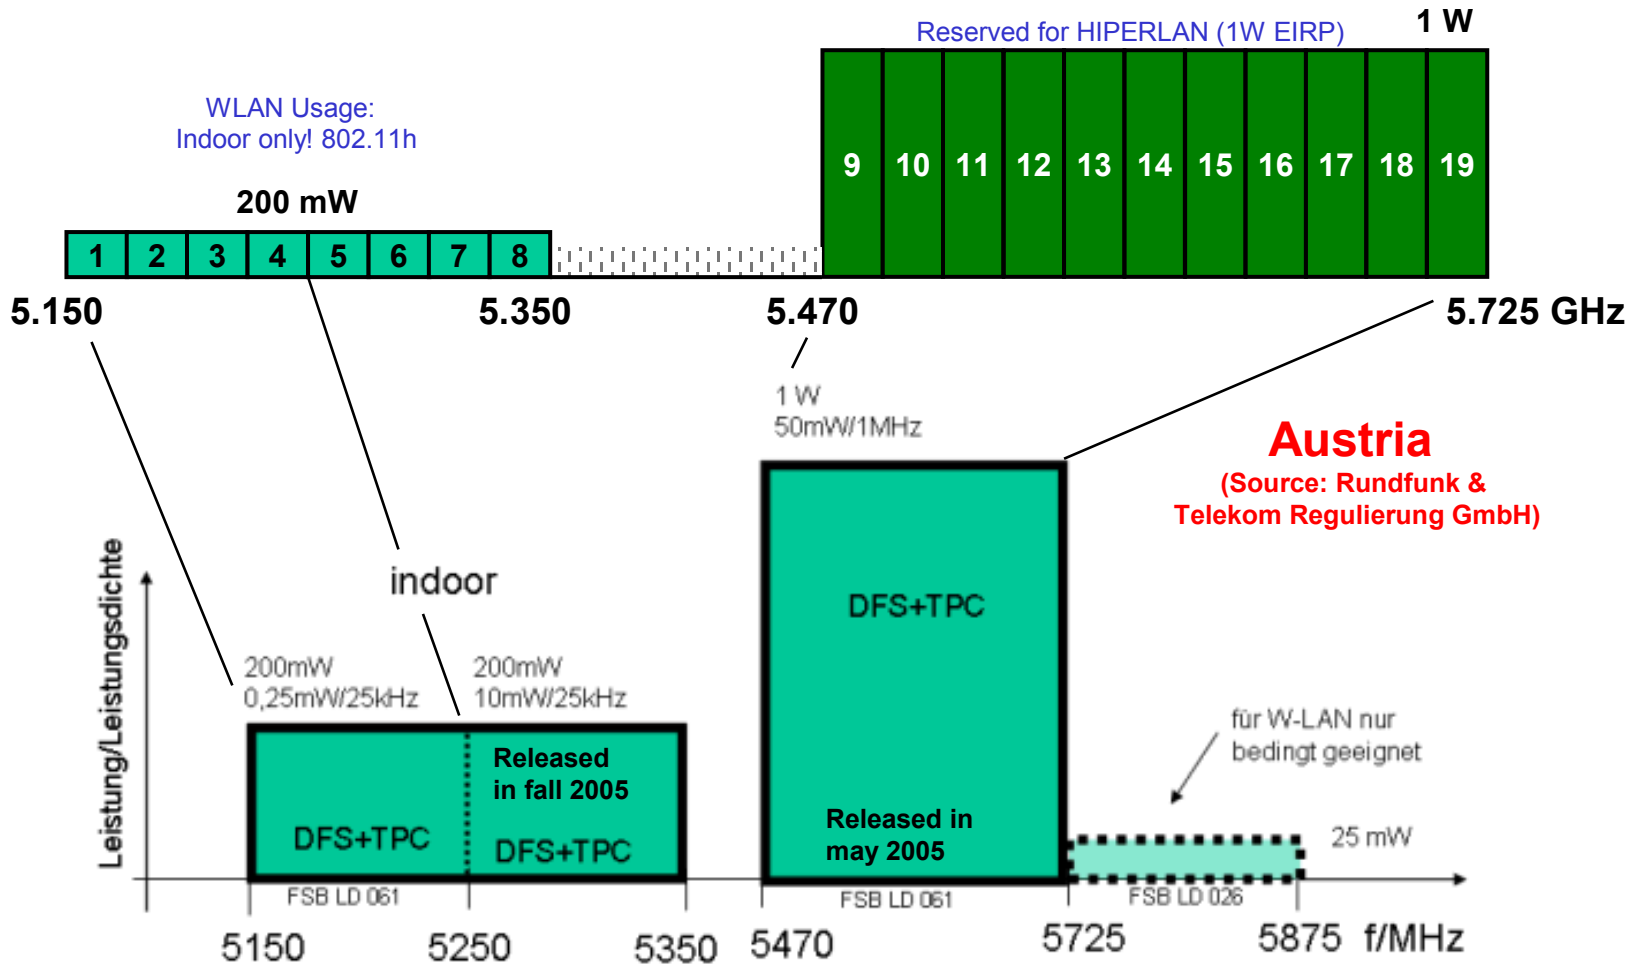 Reserved for HIPERLAN (1W EIRP)
1 W
WLAN Usage:
Indoor only! 802.11h
200 mW
1 2 3 4 5 6 7 8
9 10 11 12 13 14 15 16 17 18 19
5.150 5.350 5.470 5.725 GHz
1 W
50mW/1MHz
Austria
(Source: Rundfunk &
Telekom Regulierung GmbH)
Leistung/Leistungsdichte
indoor
200mW
0,25mW/25kHz
200mW
10mW/25kHz
DFS+TPC
Released
in fall 2005
DFS+TPC
DFS+TPC
Released in
may 2005
für W-LAN nur
bedingt geeignet
25 mW
FSB LD 061
FSB LD 061
FSB LD 026
5150 5250 5350 5470 5725 5875 f/MHz